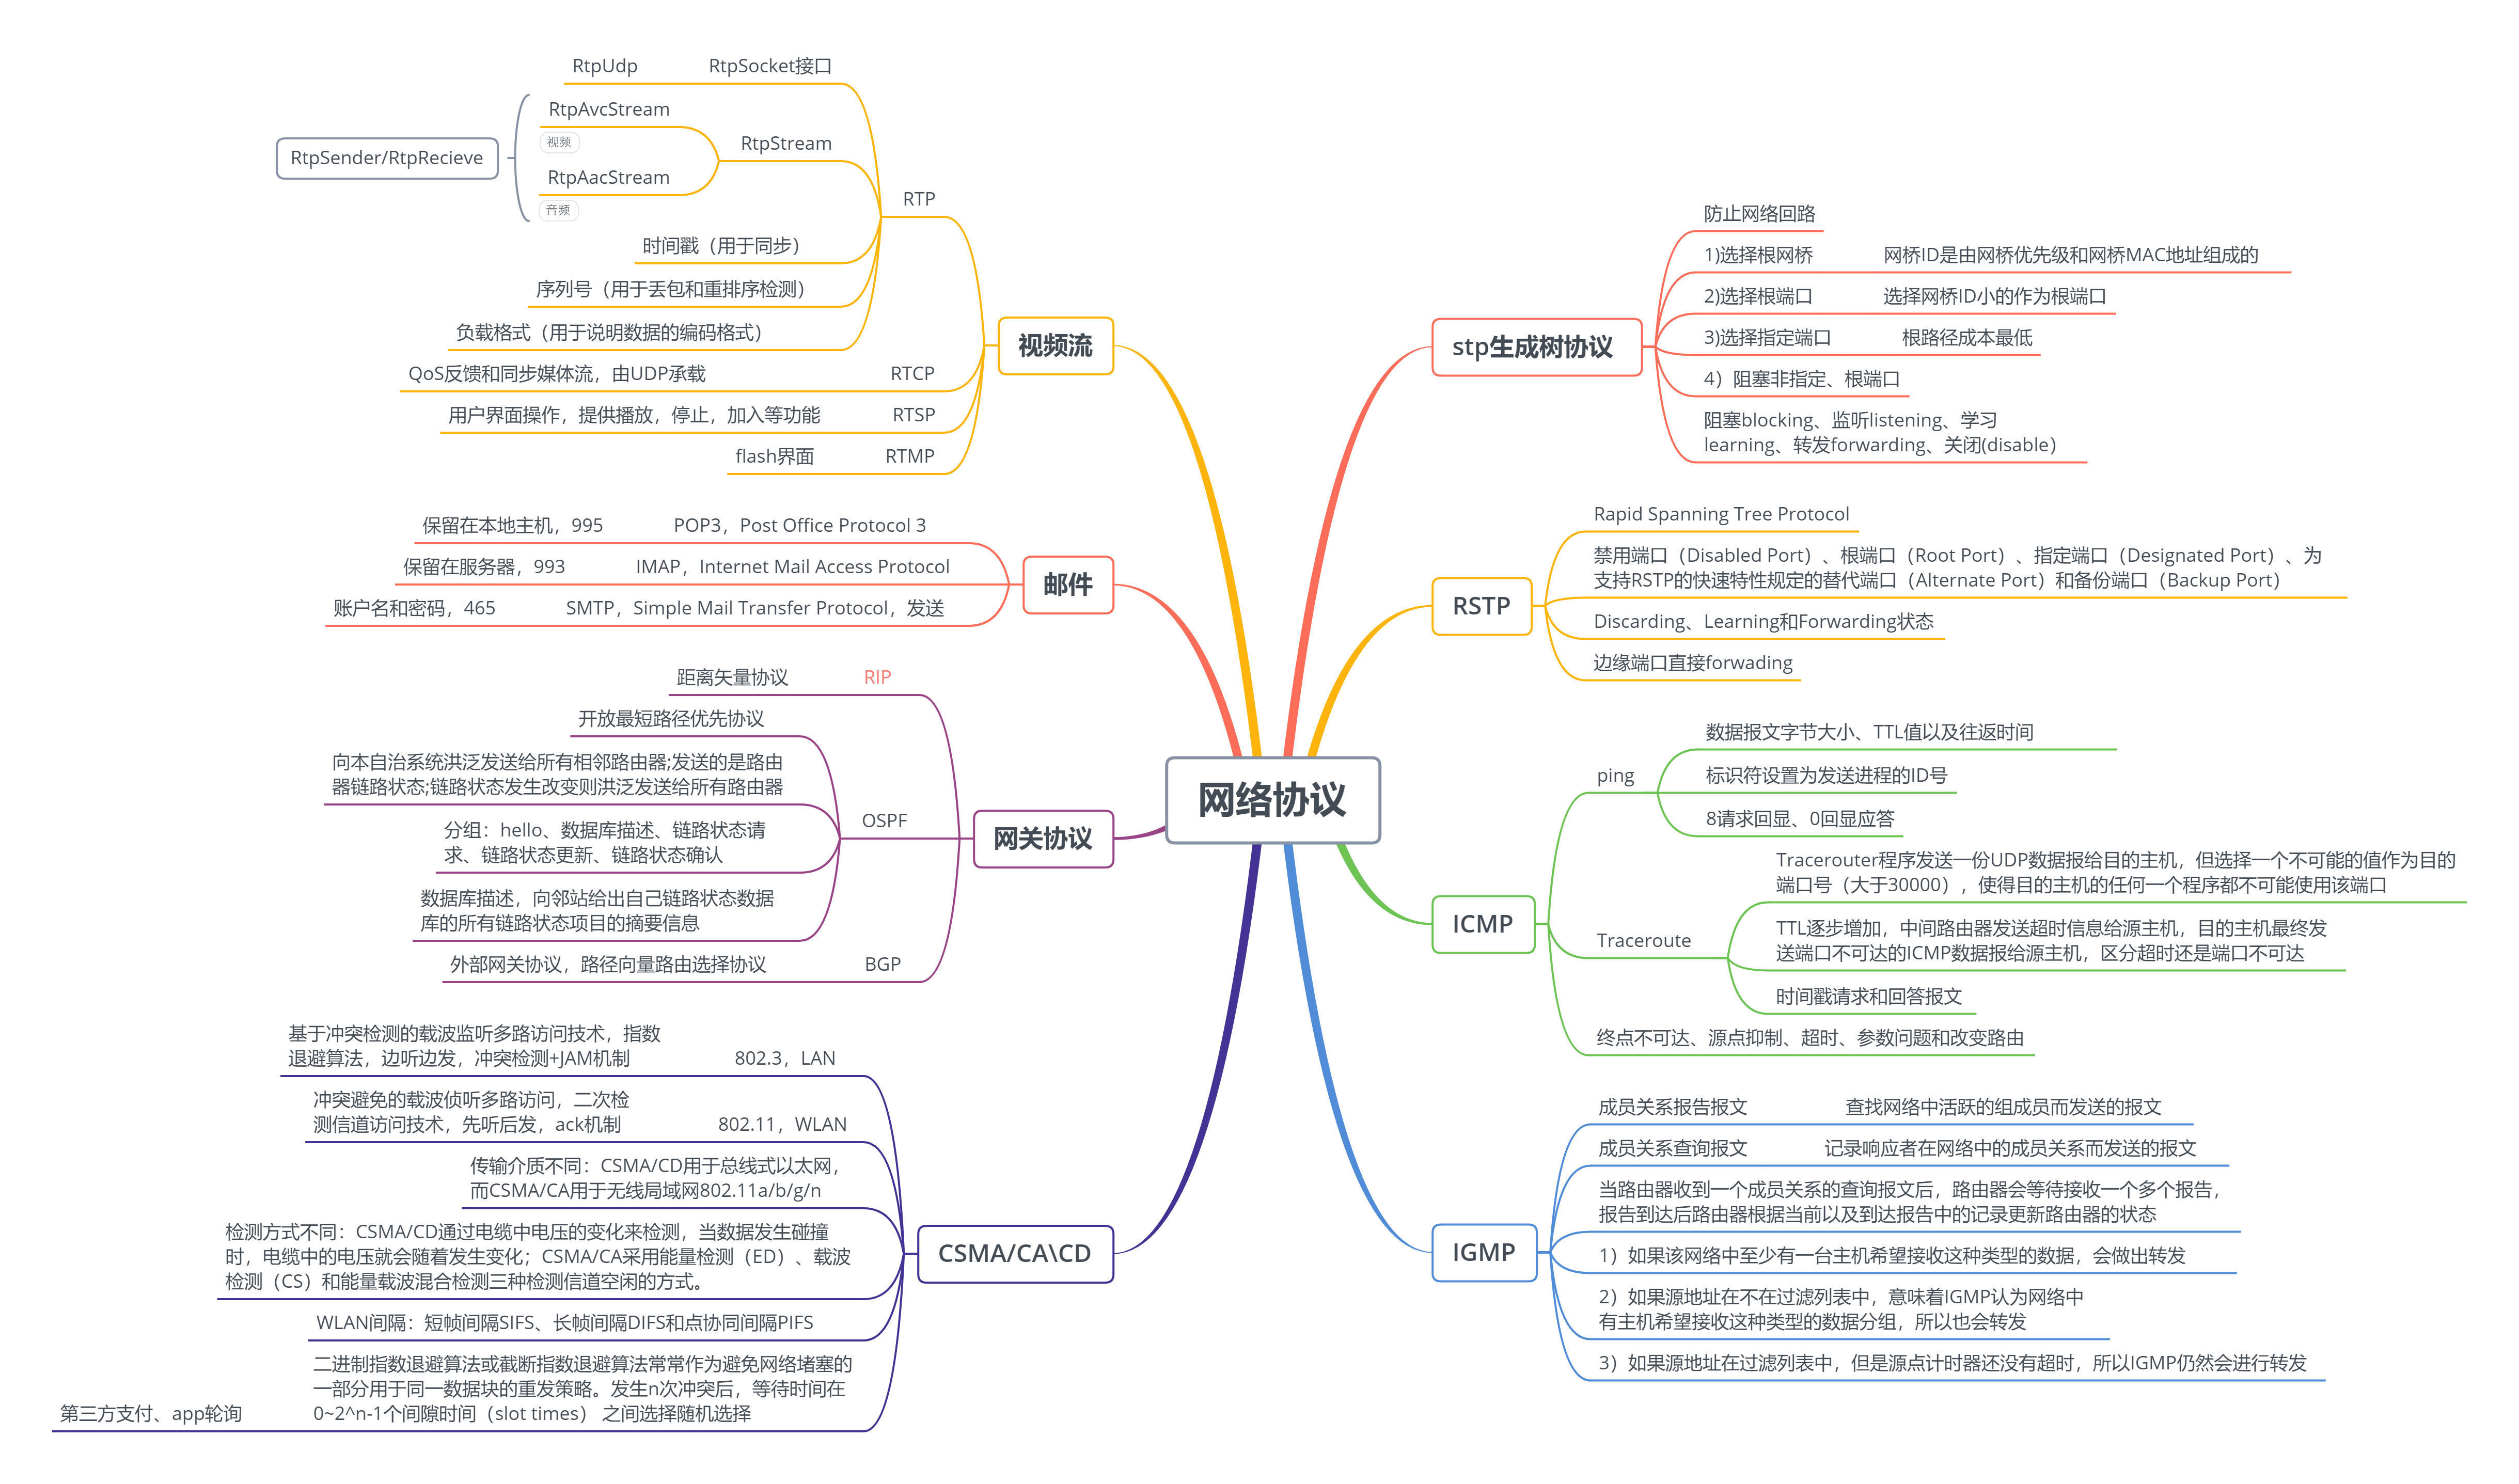 网络协议
stp生成树协议
防止网络回路
1)选择根网桥
网桥ID是由网桥优先级和网桥MAC地址组成的
2)选择根端口
选择网桥ID小的作为根端口
3)选择指定端口
根路径成本最低
4）阻塞非指定、根端口
阻塞blocking、监听listening、学习
learning、转发forwarding、关闭(disable）
RSTP
Rapid Spanning Tree Protocol
禁用端口（Disabled Port）、根端口（Root Port）、指定端口（Designated Port）、为
支持RSTP的快速特性规定的替代端口（Alternate Port）和备份端口（Backup Port）
Discarding、Learning和Forwarding状态
边缘端口直接forwading
ICMP
ping
数据报文字节大小、TTL值以及往返时间
标识符设置为发送进程的ID号
8请求回显、0回显应答
Traceroute
Tracerouter程序发送一份UDP数据报给目的主机，但选择一个不可能的值作为目的
端口号（大于30000），使得目的主机的任何一个程序都不可能使用该端口
TTL逐步增加，中间路由器发送超时信息给源主机，目的主机最终发
送端口不可达的ICMP数据报给源主机，区分超时还是端口不可达
时间戳请求和回答报文
终点不可达、源点抑制、超时、参数问题和改变路由
IGMP
成员关系报告报文
查找网络中活跃的组成员而发送的报文
成员关系查询报文
记录响应者在网络中的成员关系而发送的报文
当路由器收到一个成员关系的查询报文后，路由器会等待接收一个多个报告，
报告到达后路由器根据当前以及到达报告中的记录更新路由器的状态
1）如果该网络中至少有一台主机希望接收这种类型的数据，会做出转发
2）如果源地址在不在过滤列表中，意味着IGMP认为网络中
有主机希望接收这种类型的数据分组，所以也会转发
3）如果源地址在过滤列表中，但是源点计时器还没有超时，所以IGMP仍然会进行转发
视频流
RTP
RtpSocket接口
RtpUdp
RtpStream
RtpAvcStream
视频
RtpAacStream
音频
RtpSender/RtpRecieve
时间戳（用于同步）
序列号（用于丢包和重排序检测）
负载格式（用于说明数据的编码格式）
RTCP
QoS反馈和同步媒体流，由UDP承载
RTSP
用户界面操作，提供播放，停止，加入等功能
RTMP
flash界面
邮件
POP3，Post Office Protocol 3
保留在本地主机，995
IMAP，Internet Mail Access Protocol
保留在服务器，993
SMTP，Simple Mail Transfer Protocol，发送
账户名和密码，465
网关协议
RIP
距离矢量协议
OSPF
开放最短路径优先协议
向本自治系统洪泛发送给所有相邻路由器;发送的是路由
器链路状态;链路状态发生改变则洪泛发送给所有路由器
分组：hello、数据库描述、链路状态请
求、链路状态更新、链路状态确认
数据库描述，向邻站给出自己链路状态数据
库的所有链路状态项目的摘要信息
BGP
外部网关协议，路径向量路由选择协议
CSMA/CA\CD
802.3，LAN
基于冲突检测的载波监听多路访问技术，指数
退避算法，边听边发，冲突检测+JAM机制
802.11，WLAN
冲突避免的载波侦听多路访问，二次检
测信道访问技术，先听后发，ack机制
传输介质不同：CSMA/CD用于总线式以太网，
而CSMA/CA用于无线局域网802.11a/b/g/n
检测方式不同：CSMA/CD通过电缆中电压的变化来检测，当数据发生碰撞
时，电缆中的电压就会随着发生变化；CSMA/CA采用能量检测（ED）、载波
检测（CS）和能量载波混合检测三种检测信道空闲的方式。
WLAN间隔：短帧间隔SIFS、长帧间隔DIFS和点协同间隔PIFS
二进制指数退避算法或截断指数退避算法常常作为避免网络堵塞的
一部分用于同一数据块的重发策略。发生n次冲突后，等待时间在
0~2^n-1个间隙时间（slot times） 之间选择随机选择
第三方支付、app轮询